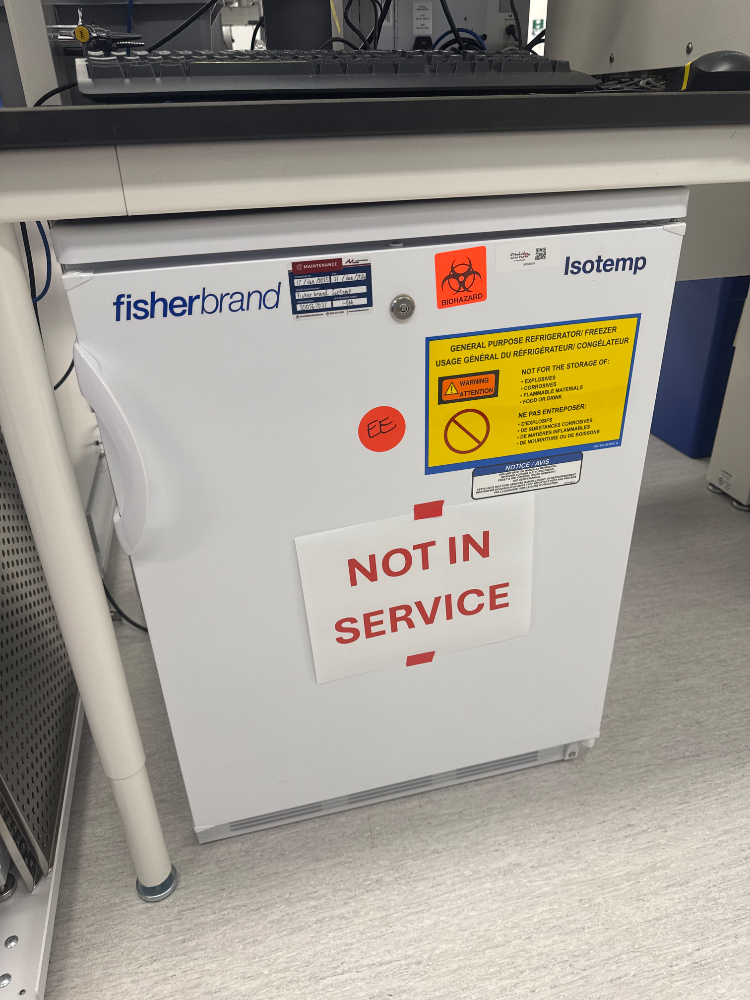 fisherbrand
MAINTENANCE
Fisherbrand Isotemp
BIOHAZARD
Isotemp
GENERAL PURPOSE REFRIGERATOR/ FREEZER
USAGE GÉNÉRAL DU RÉFRIGÉRATEUR/ CONGÉLATEUR
WARNING
ATTENTION
NOT FOR THE STORAGE OF:
• EXPLOSIVES
• CORROSIVES
• FLAMMABLE MATERIALS
• FOOD OR DRINK
NE PAS ENTREPOSER:
• D'EXPLOSIFS
• DE SUBSTANCES CORROSIVES
• DE MATIÈRES INFLAMMABLES
• DE NOURRITURE OU DE BOISSONS
EE
NOTICE / AVIS
NOT IN
SERVICE